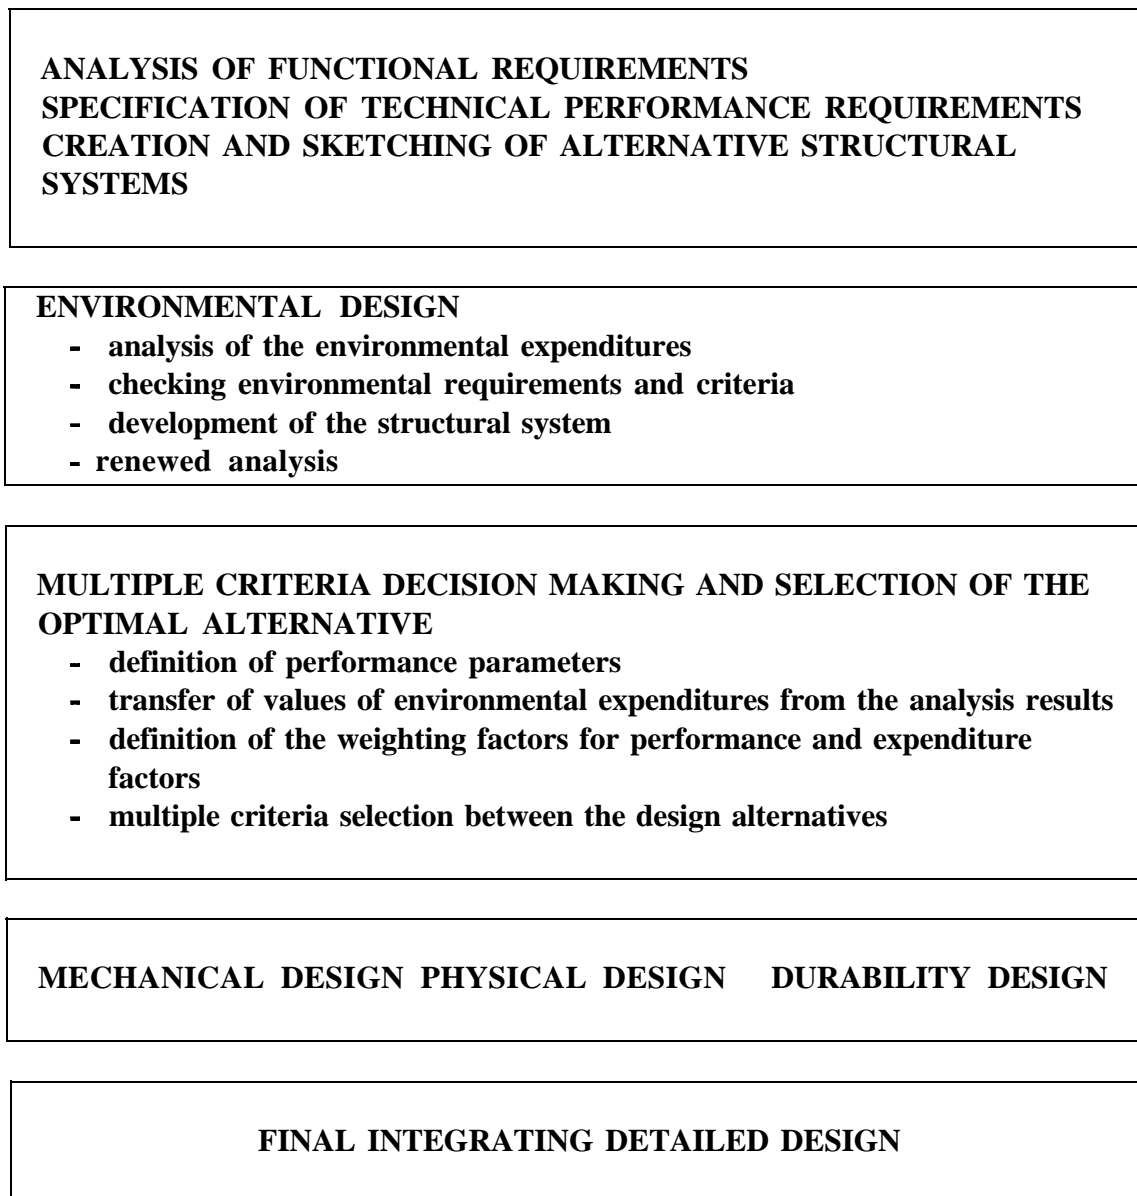 ANALYSIS OF FUNCTIONAL REQUIREMENTS
SPECIFICATION OF TECHNICAL PERFORMANCE REQUIREMENTS
CREATION AND SKETCHING OF ALTERNATIVE STRUCTURAL
SYSTEMS
ENVIRONMENTAL DESIGN
- analysis of the environmental expenditures
- checking environmental requirements and criteria
- development of the structural system
- renewed analysis
MULTIPLE CRITERIA DECISION MAKING AND SELECTION OF THE
OPTIMAL ALTERNATIVE
- definition of performance parameters
- transfer of values of environmental expenditures from the analysis results
- definition of the weighting factors for performance and expenditure
factors
- multiple criteria selection between the design alternatives
MECHANICAL DESIGN PHYSICAL DESIGN DURABILITY DESIGN
FINAL INTEGRATING DETAILED DESIGN